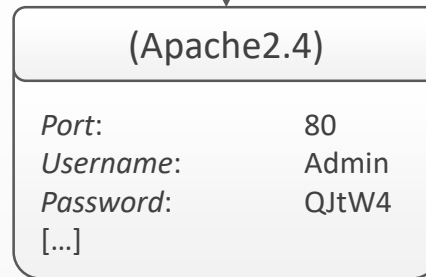 (Apache2.4)
Port: 80
Username: Admin
Password: QJtW4
[...]